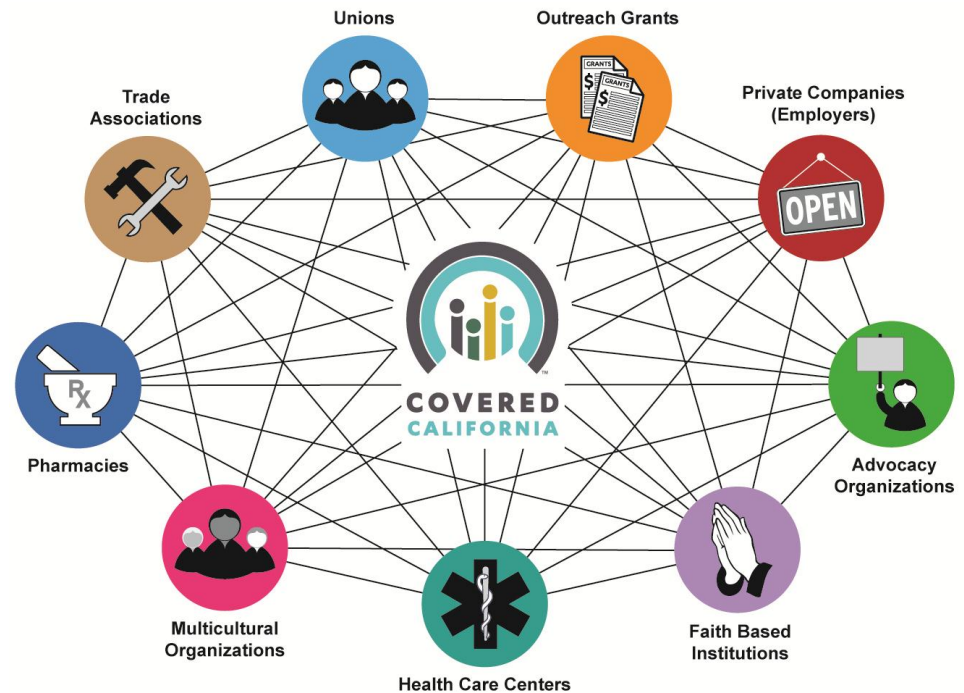 Unions
Outreach Grants
GRANTS
$
GRANTS
$
Trade
Associations
Private Companies
(Employers)
OPEN
COVERED
CALIFORNIA
™
Rx
Pharmacies
Advocacy
Organizations
Multicultural
Organizations
Faith Based
Institutions
Health Care Centers